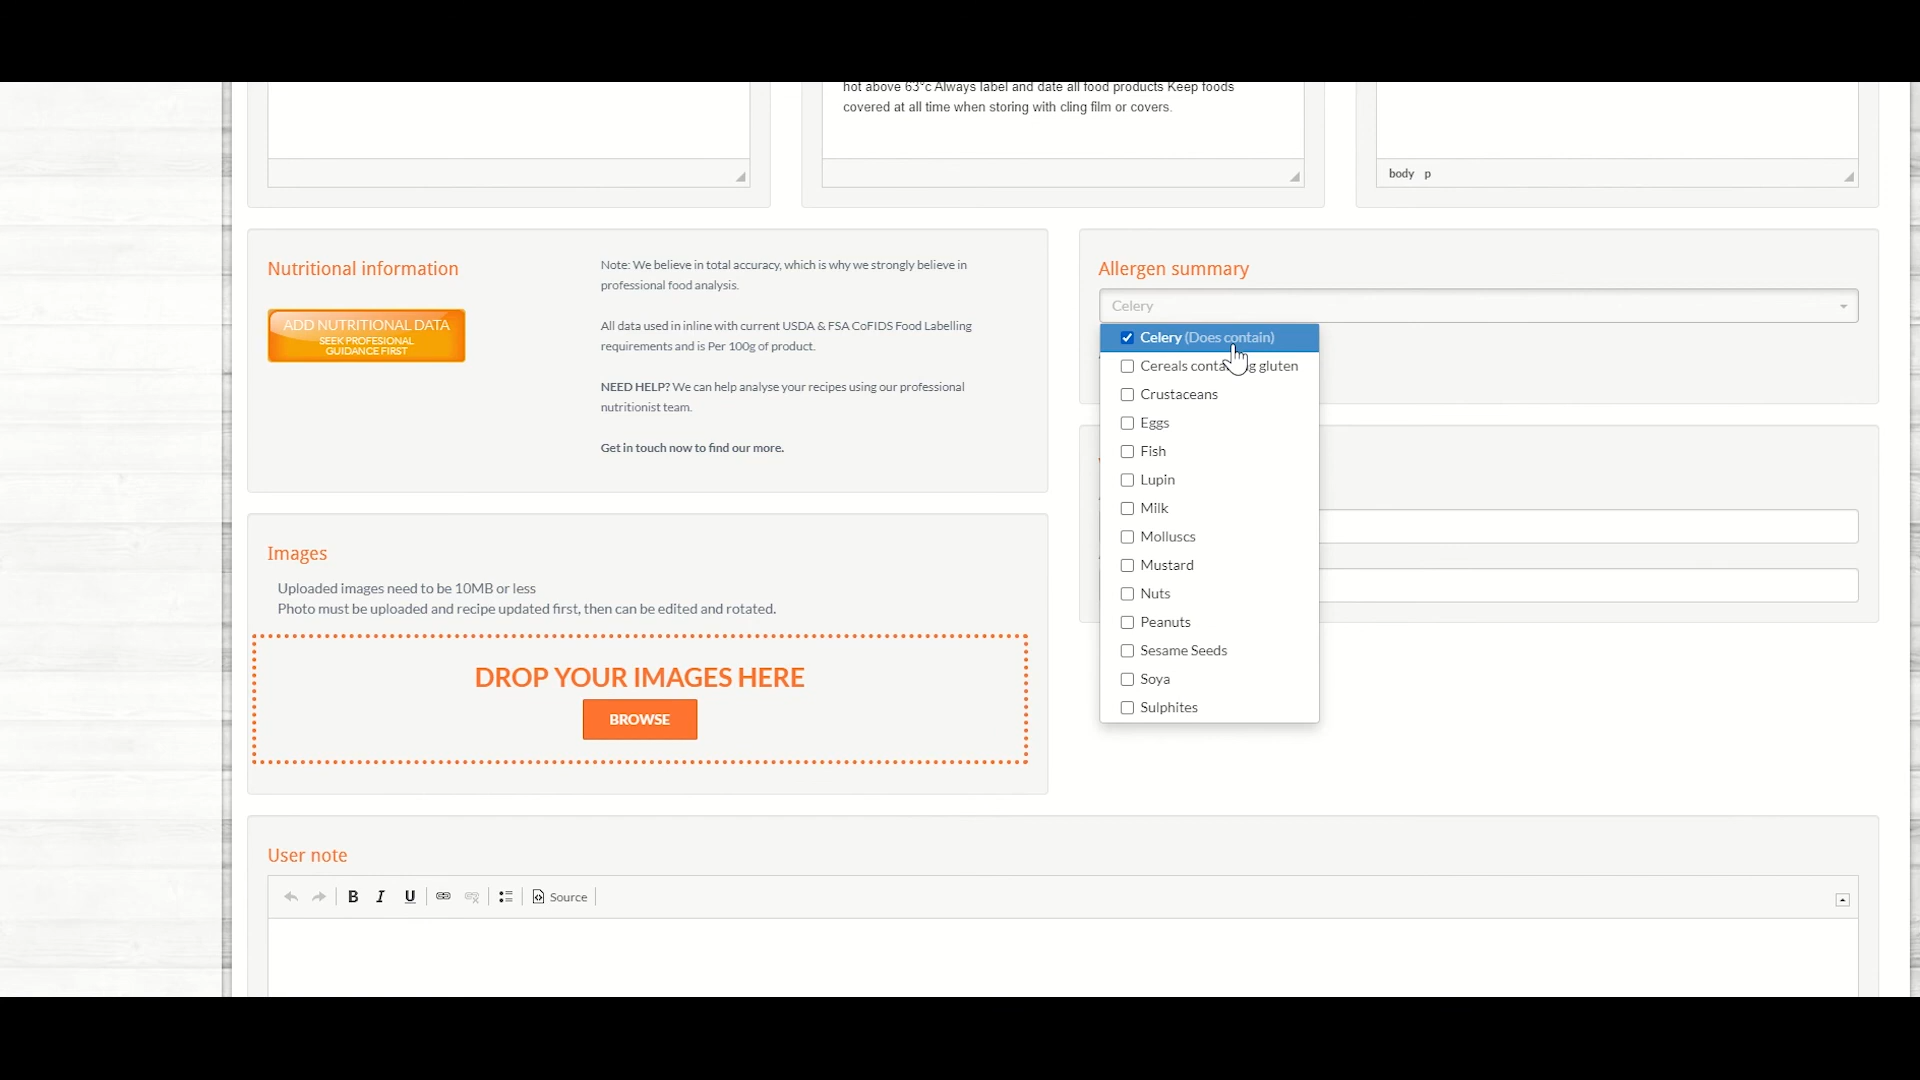 hot above 63°c Always label and date all food products Keep foods
covered at all time when storing with cling film or covers.
body p
Nutritional information
ADD NUTRITIONAL DATA
SEEK PROFESIONAL
GUIDANCE FIRST
Note: We believe in total accuracy, which is why we strongly believe in
professional food analysis.
All data used in inline with current USDA & FSA CoFIDS Food Labelling
requirements and is Per 100g of product.
NEED HELP? We can help analyse your recipes using our professional
nutritionist team.
Get in touch now to find our more.
Allergen summary
Celery
Celery (Does contain)
Cereals gluten
Crustaceans
Eggs
Fish
Lupin
Milk
Molluscs
Mustard
Nuts
Peanuts
Sesame Seeds
Soya
Sulphites
Images
Uploaded images need to be 10MB or less
Photo must be uploaded and recipe updated first, then can be edited and rotated.
DROP YOUR IMAGES HERE
BROWSE
User note
B I U Source